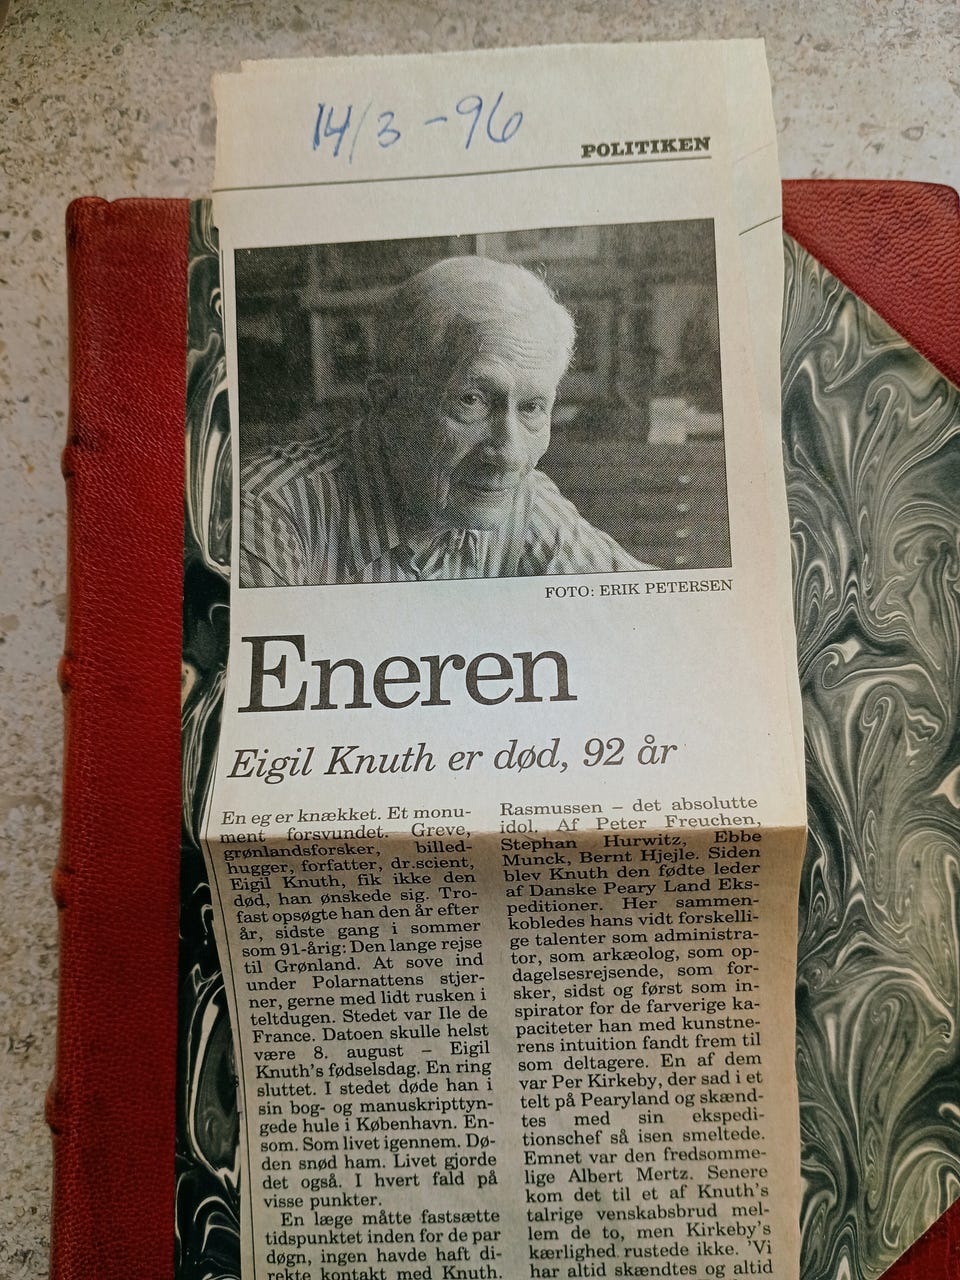 14/3 - 96
POLITIKEN
FOTO: ERIK PETERSEN
Eneren
Eigil Knuth er død, 92 år
En eg er knækket. Et monu-
ment forsvundet. Greve,
grønlandsforsker, billed-
hugger, forfatter, dr.scient,
Eigil Knuth, fik ikke den
død, han ønskede sig. Tro-
fast opsøgte han den år efter
år, sidste gang i sommer
som 91-årig: Den lange rejse
til Grønland. At sove ind
under Polarnattens stjer-
ner, gerne med lidt rusken i
teltdugen. Stedet var Ile de
France. Datoen skulle helst
være 8. august – Eigil
Knuth's fødselsdag. En ring
sluttet. I stedet døde han i
sin bog- og manuskripttyn-
gede hule i København. En-
som. Som livet igennem. Dø-
den snød ham. Livet gjorde
det også. I hvert fald på
visse punkter.
En læge måtte fastsætte
tidspunktet inden for de par
døgn, ingen havde haft di-
rekte kontakt med Knuth.
Rasmussen – det absolutte
idol. Af Peter Freuchen,
Stephan Hurwitz, Ebbe
Munck, Bernt Hjejle. Siden
blev Knuth den fødte leder
af Danske Peary Land Eks-
peditioner. Her sammen-
kobledes hans vidt forskelli-
ge talenter som administra-
tor, som arkæolog, som op-
dagelsesrejsende, som for-
sker, sidst og først som in-
spirator for de farverige ka-
paciteter han med kunstne-
rens intuition fandt frem til
som deltagere. En af dem
var Per Kirkeby, der sad i et
telt på Pearyland og skænd-
tes med sin ekspedi-
tionschef så isen smeltede.
Emnet var den fredsomme-
lige Albert Mertz. Senere
kom det til et af Knuth's
talrige venskabsbrud mel-
lem de to, men Kirkeby's
kærlighed rustede ikke. 'Vi
har altid skændtes og altid